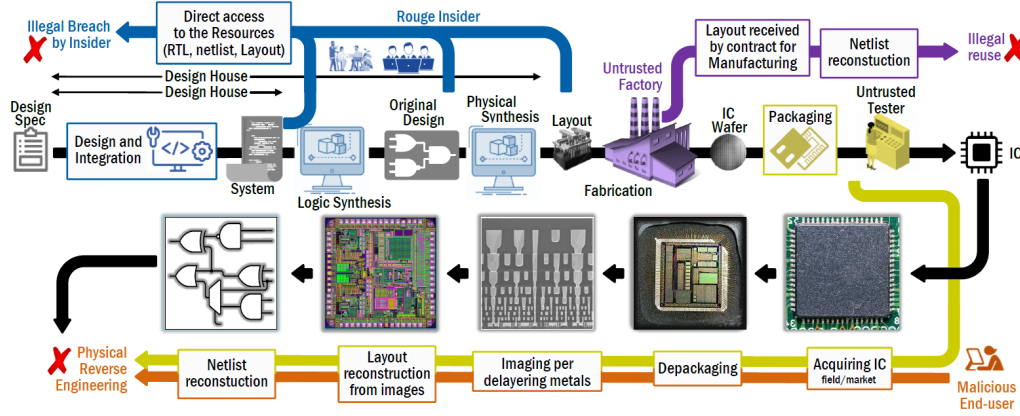 Illegal Breach
by Insider
Direct access
to the Resources
(RTL, netlist, Layout)
Rouge Insider
Layout received
by contract for
Manufacturing
Netlist
reconstuction
Illegal
reuse
Design House
Design House
Untrusted
Factory
Untrusted
Tester
Design
Spec
Design and
Integration
System
Logic Synthesis
Original
Design
Physical
Synthesis
Layout
Fabrication
IC
Wafer
Packaging
IC
Physical
Reverse
Engineering
Netlist
reconstuction
Layout
reconstruction
from images
Imaging per
delayering metals
Depackaging
Acquiring IC
field/market
Malicious
End-user